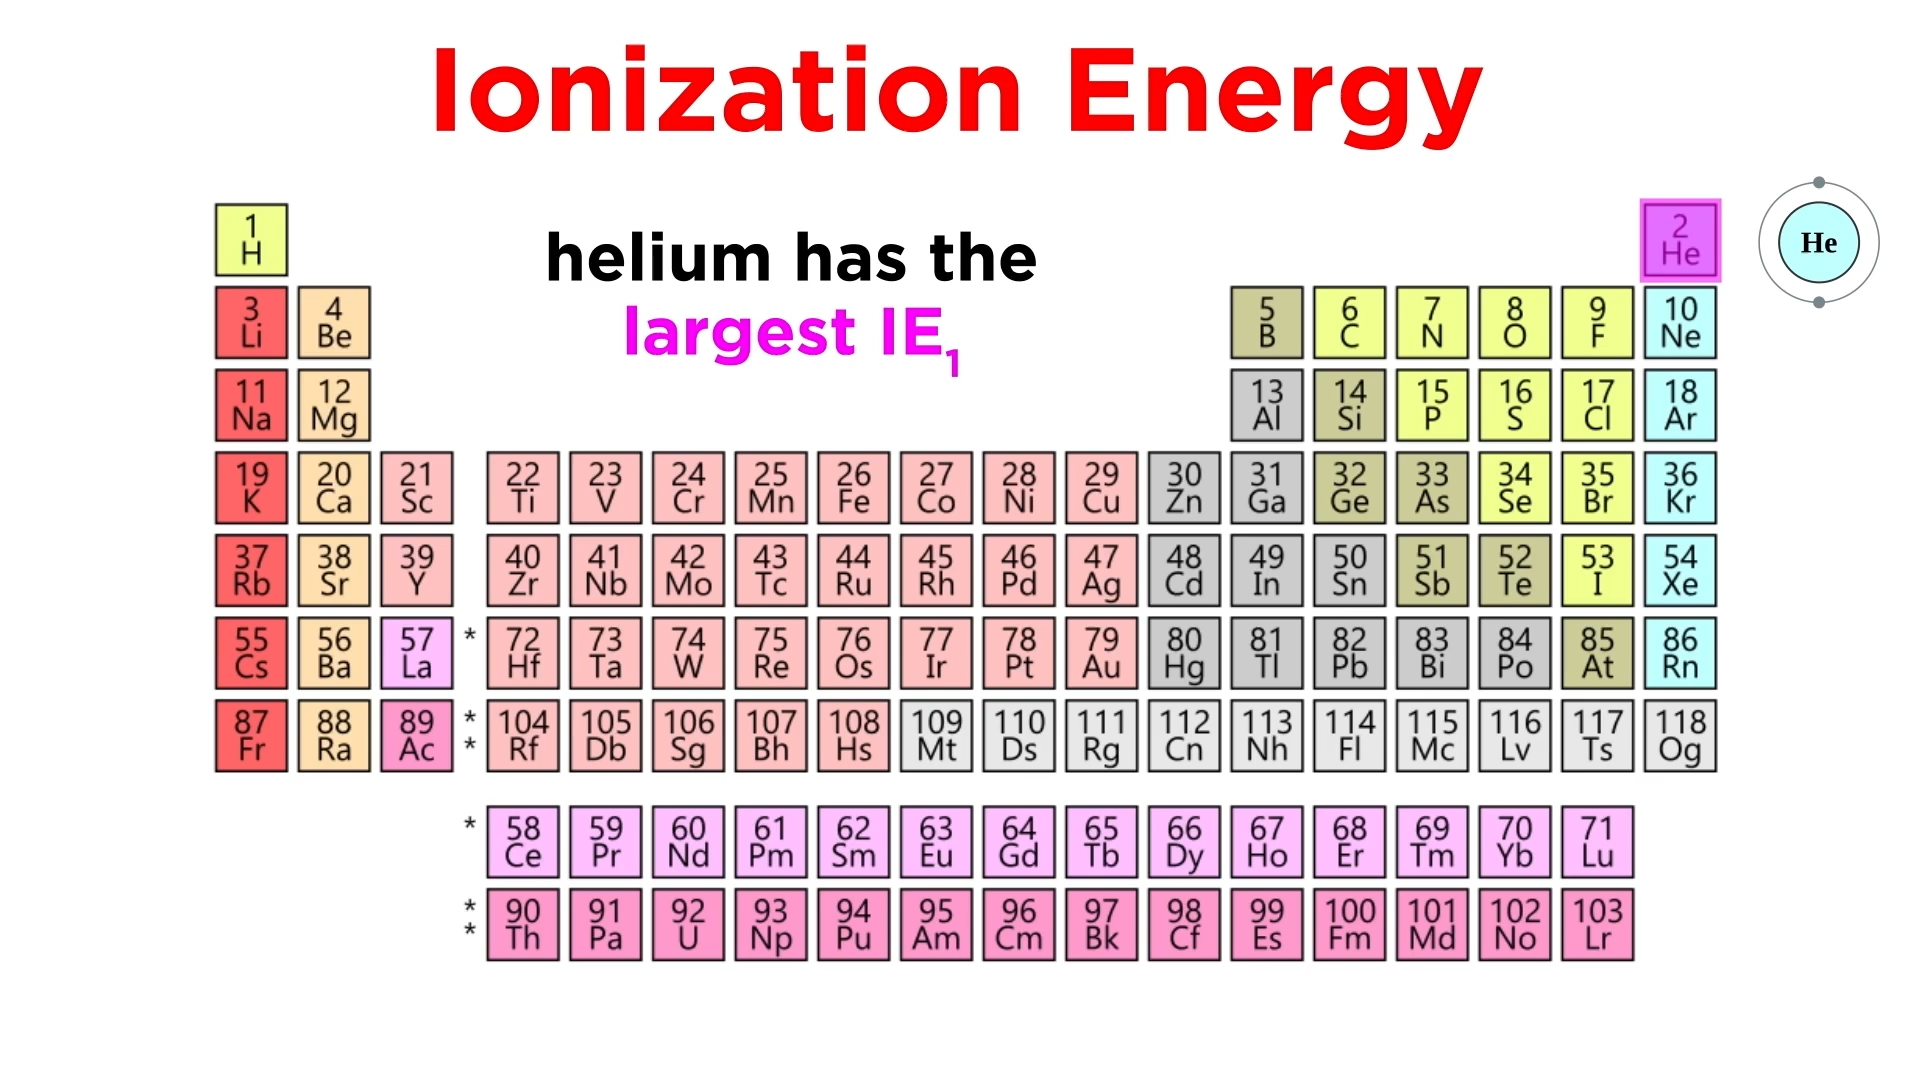 Ionization Energy
helium has the
largest IE₁
1 H
2 He
He
3 Li 4 Be 5 B 6 C 7 N 8 O 9 F 10 Ne
11 Na 12 Mg 13 Al 14 Si 15 P 16 S 17 Cl 18 Ar
19 K 20 Ca 21 Sc 22 Ti 23 V 24 Cr 25 Mn 26 Fe 27 Co 28 Ni 29 Cu 30 Zn 31 Ga 32 Ge 33 As 34 Se 35 Br 36 Kr
37 Rb 38 Sr 39 Y 40 Zr 41 Nb 42 Mo 43 Tc 44 Ru 45 Rh 46 Pd 47 Ag 48 Cd 49 In 50 Sn 51 Sb 52 Te 53 I 54 Xe
55 Cs 56 Ba 57 La * 72 Hf 73 Ta 74 W 75 Re 76 Os 77 Ir 78 Pt 79 Au 80 Hg 81 Tl 82 Pb 83 Bi 84 Po 85 At 86 Rn
87 Fr 88 Ra 89 Ac * * 104 Rf 105 Db 106 Sg 107 Bh 108 Hs 109 Mt 110 Ds 111 Rg 112 Cn 113 Nh 114 Fl 115 Mc 116 Lv 117 Ts 118 Og
* 58 Ce 59 Pr 60 Nd 61 Pm 62 Sm 63 Eu 64 Gd 65 Tb 66 Dy 67 Ho 68 Er 69 Tm 70 Yb 71 Lu
* * 90 Th 91 Pa 92 U 93 Np 94 Pu 95 Am 96 Cm 97 Bk 98 Cf 99 Es 100 Fm 101 Md 102 No 103 Lr